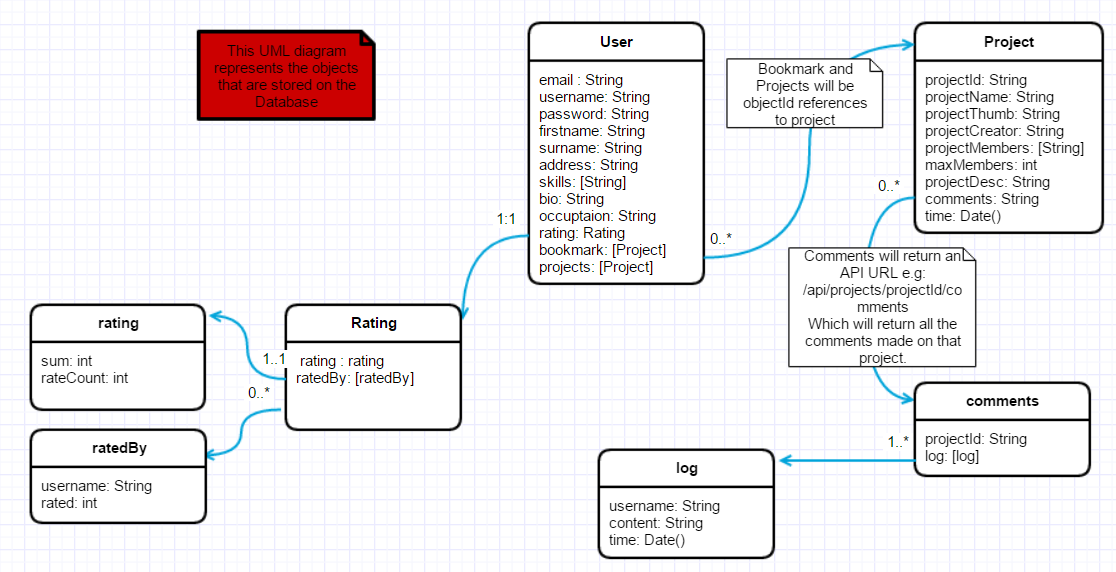 This UML diagram
represents the objects
that are stored on the
Database
User
email : String
username: String
password: String
firstname: String
surname: String
address: String
skills: [String]
bio: String
occuptaion: String
rating: Rating
bookmark: [Project]
projects: [Project]
Bookmark and
Projects will be
objectId references
to project
Project
projectId: String
projectName: String
projectThumb: String
projectCreator: String
projectMembers: [String]
maxMembers: int
projectDesc: String
comments: String
time: Date()
0..*
0..*
1:1
Comments will return an
API URL e.g:
/api/projects/projectId/co
mments
Which will return all the
comments made on that
project.
rating
sum: int
rateCount: int
Rating
rating : rating
ratedBy: [ratedBy]
1..1
0..*
ratedBy
username: String
rated: int
comments
projectId: String
log: [log]
1..*
log
username: String
content: String
time: Date()